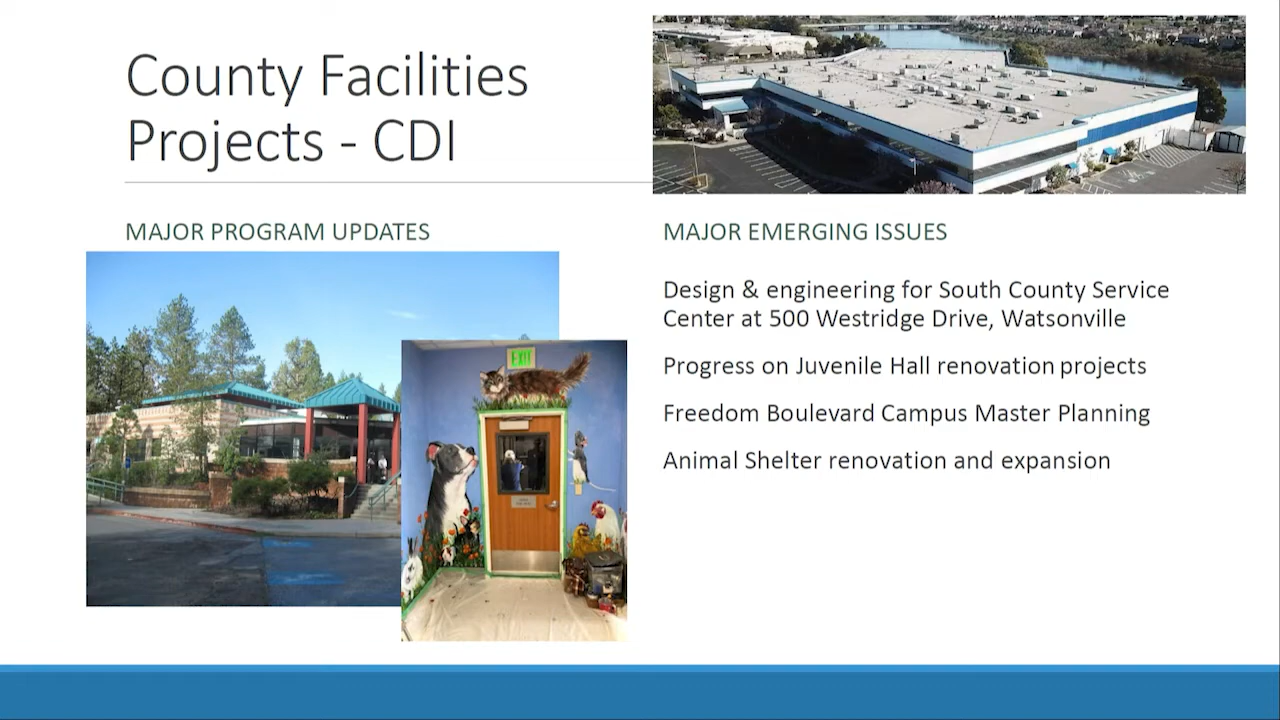 County Facilities
Projects - CDI
MAJOR PROGRAM UPDATES
EXIT
MAJOR EMERGING ISSUES
Design & engineering for South County Service
Center at 500 Westridge Drive, Watsonville
Progress on Juvenile Hall renovation projects
Freedom Boulevard Campus Master Planning
Animal Shelter renovation and expansion